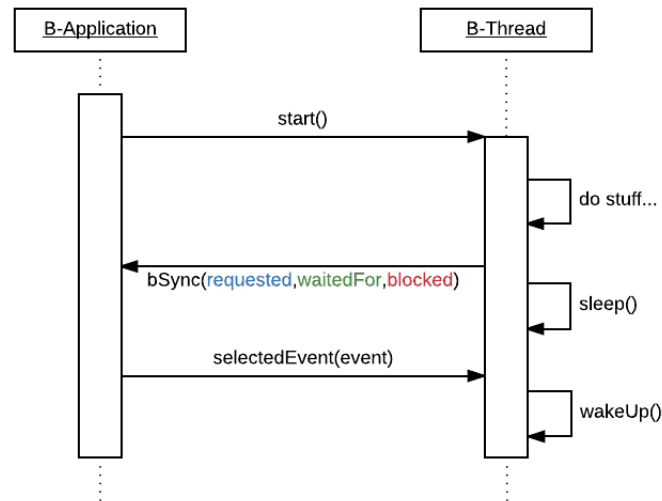 B-Application
B-Thread
start()
do stuff...
bSync(requested,waitedFor,blocked)
sleep()
selectedEvent(event)
wakeUp()